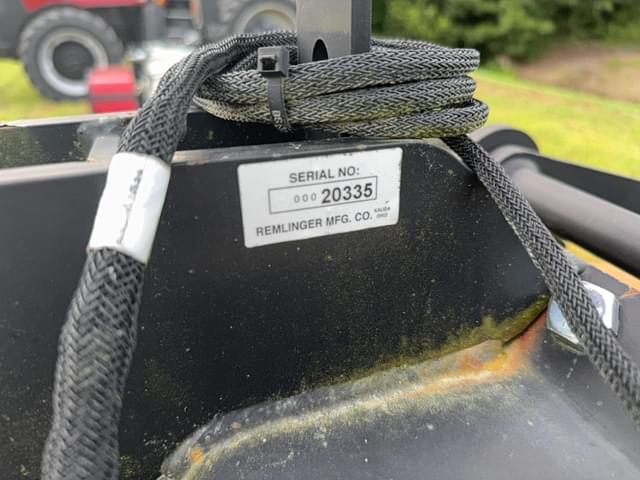 SERIAL NO:
000 20335
REMLINGER MFG. CO. KALIDA OHIO